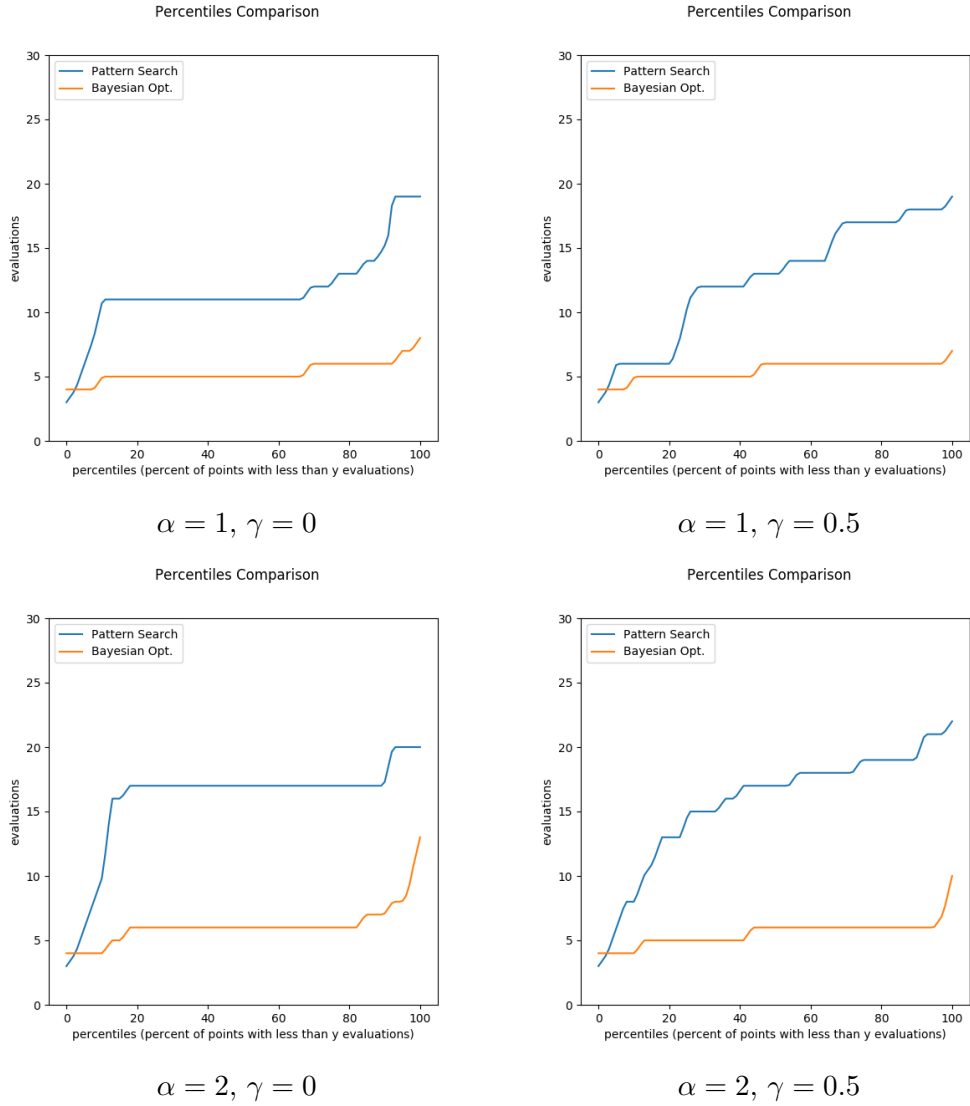 Percentiles Comparison
30
25
20
15
10
5
0
evaluations
Pattern Search
Bayesian Opt.
0 20 40 60 80 100
percentiles (percent of points with less than y evaluations)
α = 1, γ = 0
Percentiles Comparison
30
25
20
15
10
5
0
evaluations
Pattern Search
Bayesian Opt.
0 20 40 60 80 100
percentiles (percent of points with less than y evaluations)
α = 1, γ = 0.5
Percentiles Comparison
30
25
20
15
10
5
0
evaluations
Pattern Search
Bayesian Opt.
0 20 40 60 80 100
percentiles (percent of points with less than y evaluations)
α = 2, γ = 0
Percentiles Comparison
30
25
20
15
10
5
0
evaluations
Pattern Search
Bayesian Opt.
0 20 40 60 80 100
percentiles (percent of points with less than y evaluations)
α = 2, γ = 0.5